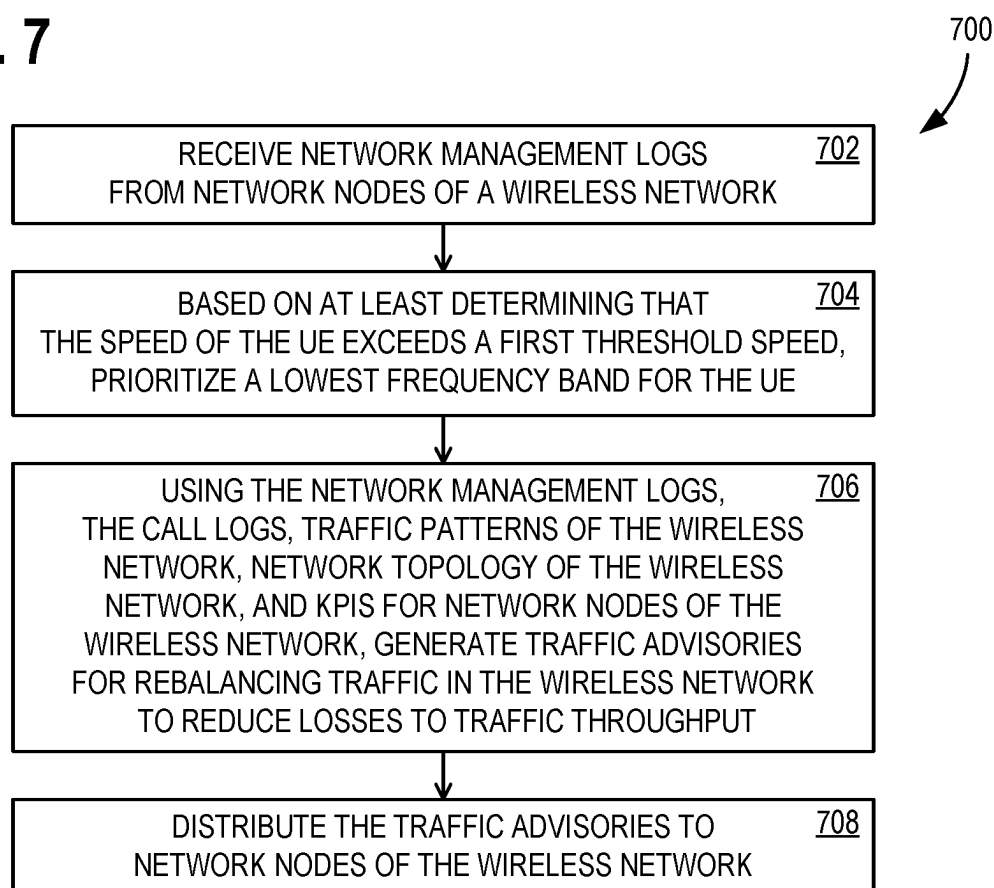 . 7
700
RECEIVE NETWORK MANAGEMENT LOGS 702
FROM NETWORK NODES OF A WIRELESS NETWORK
BASED ON AT LEAST DETERMINING THAT 704
THE SPEED OF THE UE EXCEEDS A FIRST THRESHOLD SPEED,
PRIORITIZE A LOWEST FREQUENCY BAND FOR THE UE
USING THE NETWORK MANAGEMENT LOGS, 706
THE CALL LOGS, TRAFFIC PATTERNS OF THE WIRELESS
NETWORK, NETWORK TOPOLOGY OF THE WIRELESS
NETWORK, AND KPIS FOR NETWORK NODES OF THE
WIRELESS NETWORK, GENERATE TRAFFIC ADVISORIES
FOR REBALANCING TRAFFIC IN THE WIRELESS NETWORK
TO REDUCE LOSSES TO TRAFFIC THROUGHPUT
DISTRIBUTE THE TRAFFIC ADVISORIES TO 708
NETWORK NODES OF THE WIRELESS NETWORK